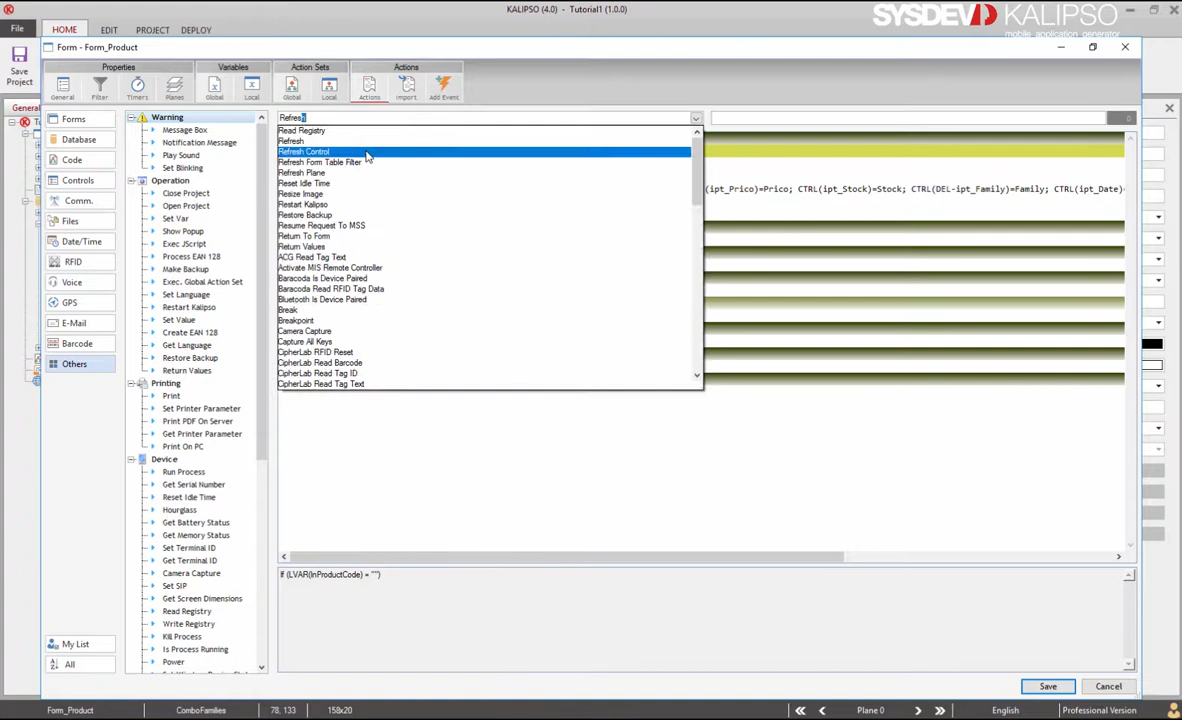 KALIPSO (4.0) - Tutorial1 (1.0.0)
SYSDEV KALIPSO
mobile application generator
File
HOME
EDIT
PROJECT
DEPLOY
Form - Form_Product
Save
Project
Properties
Variables
Action Sets
Actions
General
Filter
Timers
Planes
Global
Local
Global
Local
Actions
Import
Add Event
General
Forms
Database
Code
Controls
Comm.
Files
Date/Time
RFID
Voice
GPS
E-Mail
Barcode
Others
My List
All
Warning
Message Box
Notification Message
Play Sound
Set Blinking
Operation
Close Project
Open Project
Set Var
Show Popup
Exec JScript
Process EAN 128
Make Backup
Exec. Global Action Set
Set Language
Restart Kalipso
Set Value
Create EAN 128
Get Language
Restore Backup
Return Values
Printing
Print
Set Printer Parameter
Print PDF On Server
Get Printer Parameter
Print On PC
Device
Run Process
Get Serial Number
Reset Idle Time
Hourglass
Get Battery Status
Get Memory Status
Set Terminal ID
Get Terminal ID
Camera Capture
Set SIP
Get Screen Dimensions
Read Registry
Write Registry
Kill Process
Is Process Running
Power
Refresh
0
Read Registry
Refresh
Refresh Control
Refresh Form Table Filter
Refresh Plane
Reset Idle Time
Resize Image
Restart Kalipso
Restore Backup
Resume Request To MSS
Return To Form
Return Values
ACG Read Tag Text
Activate MIS Remote Controller
Baracoda Is Device Paired
Baracoda Read RFID Tag Data
Bluetooth Is Device Paired
Break
Breakpoint
Camera Capture
Capture All Keys
CipherLab RFID Reset
CipherLab Read Barcode
CipherLab Read Tag ID
CipherLab Read Tag Text
(ipt_Prico)=Price; CTRL(ipt_Stock)=Stock; CTRL(DEL-ipt_Family)=Family; CTRL(ipt_Date)=
If (LVAR(lnProductCode) = "")
Save
Cancel
Form_Product
ComboFamilies
78, 133
158x20
Plane 0
English
Professional Version